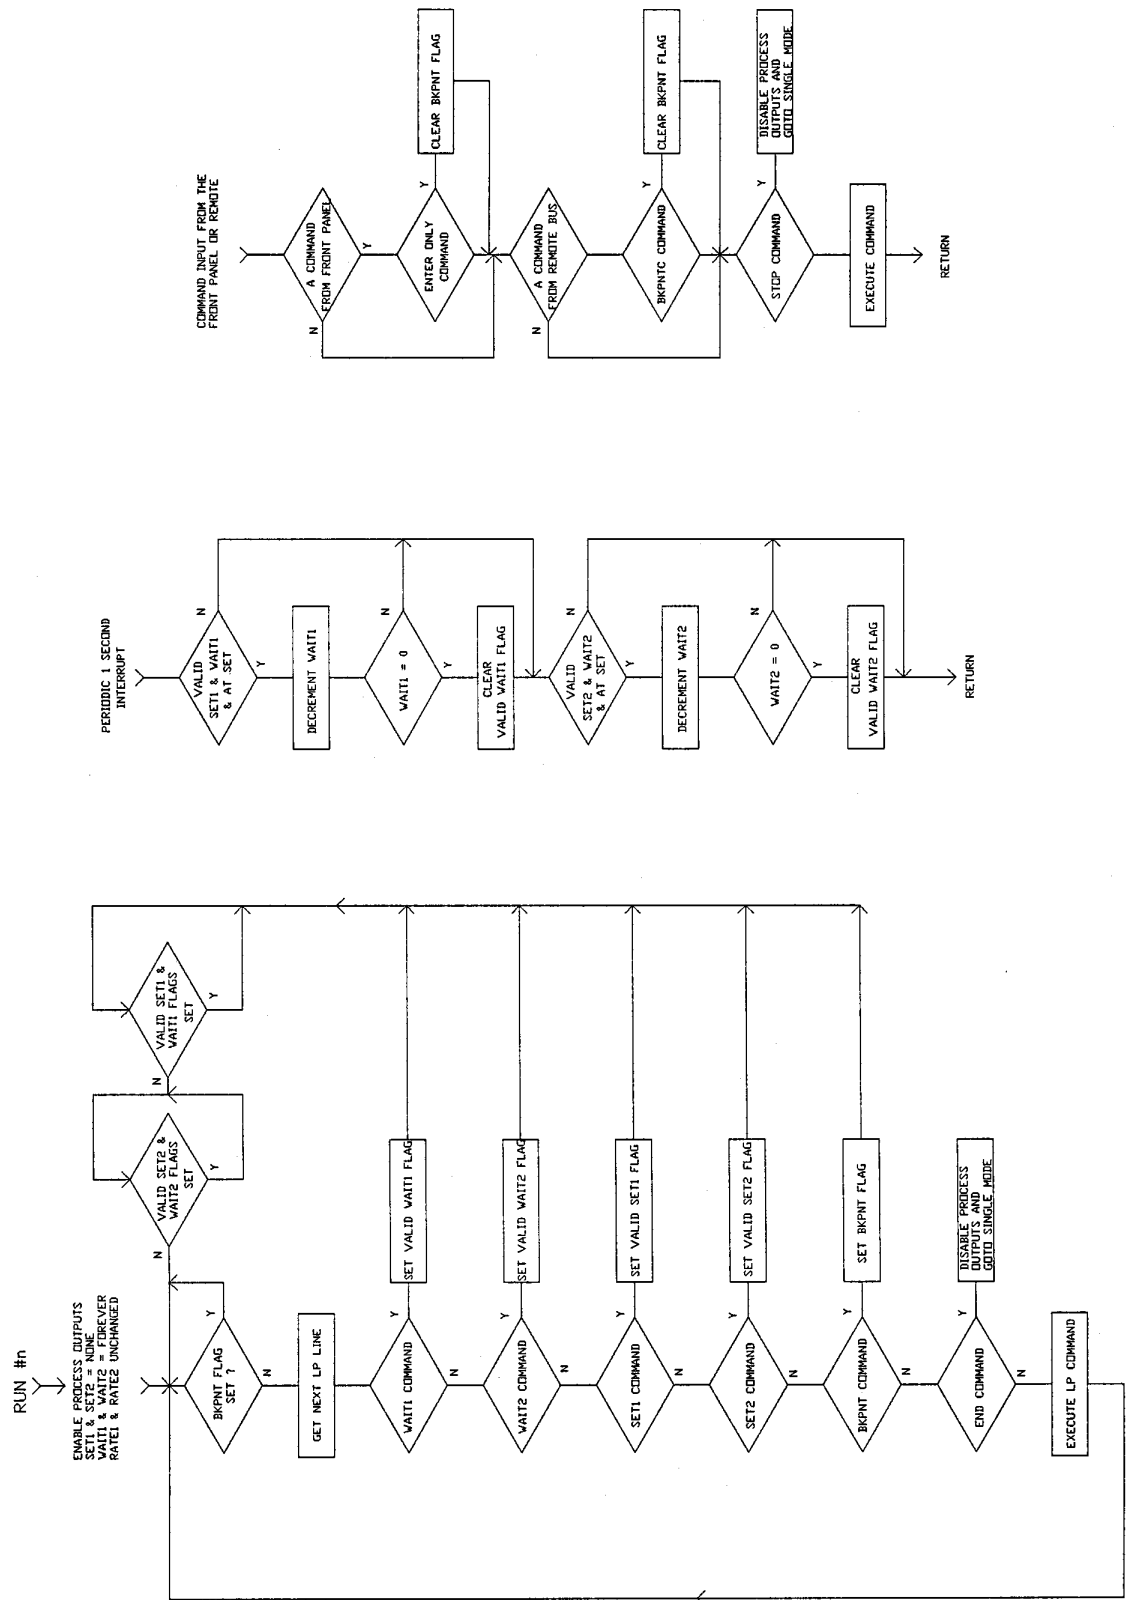 RUN #n
ENABLE PROCESS OUTPUTS
SET1 & SET2 = NONE
WAIT1 & WAIT2 = FOREVER
RATE1 & RATE2 UNCHANGED
BKPNT FLAG
SET ?
Y
N
VALID SET2 &
WAIT2 FLAGS
SET
N
Y
VALID SET1 &
WAIT1 FLAGS
SET
N
Y
GET NEXT LP LINE
WAIT1 COMMAND
Y
N
SET VALID WAIT1 FLAG
WAIT2 COMMAND
Y
N
SET VALID WAIT2 FLAG
SET1 COMMAND
Y
N
SET VALID SET1 FLAG
SET2 COMMAND
Y
N
SET VALID SET2 FLAG
BKPNT COMMAND
Y
N
SET BKPNT FLAG
END COMMAND
Y
N
DISABLE PROCESS
OUTPUTS AND
GOTO SINGLE MODE
EXECUTE LP COMMAND
PERIODIC 1 SECOND
INTERRUPT
VALID
SET1 & WAIT1
& AT SET
N
Y
DECREMENT WAIT1
WAIT1 = 0
N
Y
CLEAR
VALID WAIT1 FLAG
VALID
SET2 & WAIT2
& AT SET
N
Y
DECREMENT WAIT2
WAIT2 = 0
N
Y
CLEAR
VALID WAIT2 FLAG
RETURN
COMMAND INPUT FROM THE
FRONT PANEL OR REMOTE
A COMMAND
FROM FRONT PANEL
N
Y
ENTER ONLY
COMMAND
Y
CLEAR BKPNT FLAG
A COMMAND
FROM REMOTE BUS
N
BKPNTC COMMAND
Y
CLEAR BKPNT FLAG
STOP COMMAND
Y
DISABLE PROCESS
OUTPUTS AND
GOTO SINGLE MODE
EXECUTE COMMAND
RETURN